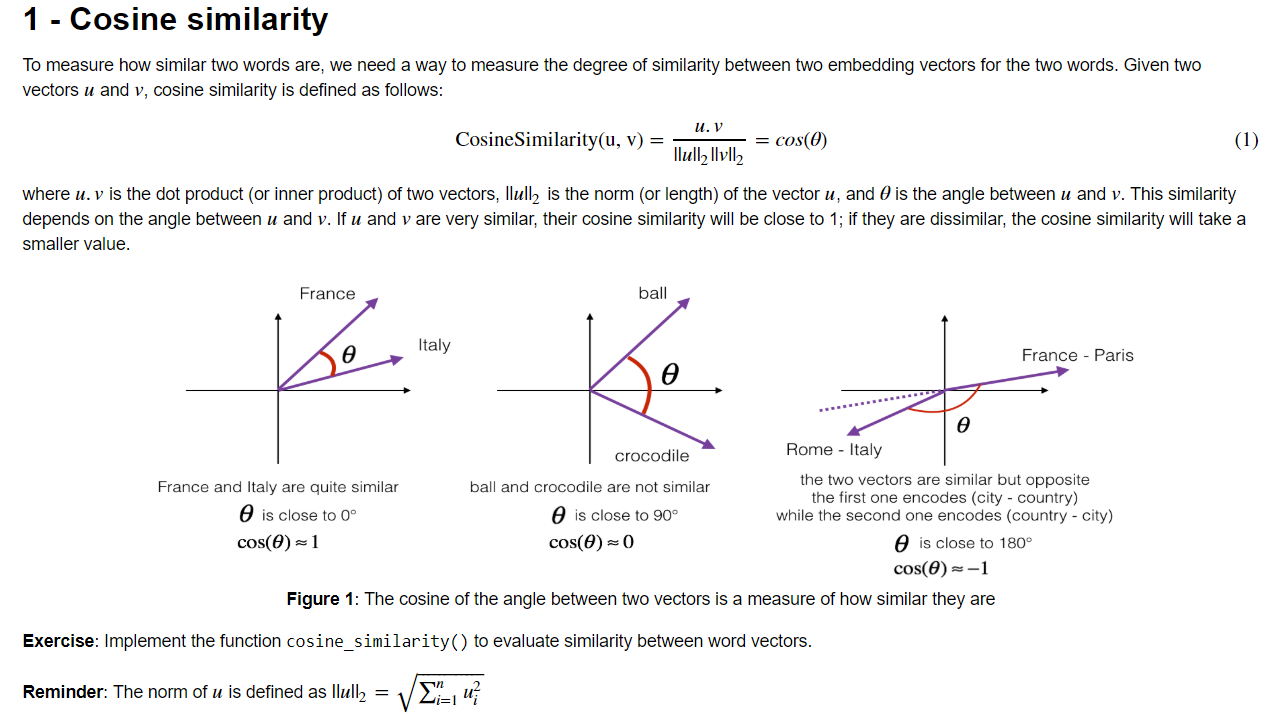 1 - Cosine similarity
To measure how similar two words are, we need a way to measure the degree of similarity between two embedding vectors for the two words. Given two
vectors u and v, cosine similarity is defined as follows:
CosineSimilarity(u, v) = u. v / ||u||₂||v||₂ = cos(θ) (1)
where u. v is the dot product (or inner product) of two vectors, ||u||₂ is the norm (or length) of the vector u, and θ is the angle between u and v. This similarity
depends on the angle between u and v. If u and v are very similar, their cosine similarity will be close to 1; if they are dissimilar, the cosine similarity will take a
smaller value.
France
Italy
θ
France and Italy are quite similar
θ is close to 0°
cos(θ) ≈ 1
ball
θ
crocodile
ball and crocodile are not similar
θ is close to 90°
cos(θ) ≈ 0
France - Paris
θ
Rome - Italy
the two vectors are similar but opposite
the first one encodes (city - country)
while the second one encodes (country - city)
θ is close to 180°
cos(θ) ≈ −1
Figure 1: The cosine of the angle between two vectors is a measure of how similar they are
Exercise: Implement the function cosine_similarity() to evaluate similarity between word vectors.
Reminder: The norm of u is defined as ||u||₂ = √∑ⁿᵢ₌₁ uᵢ²